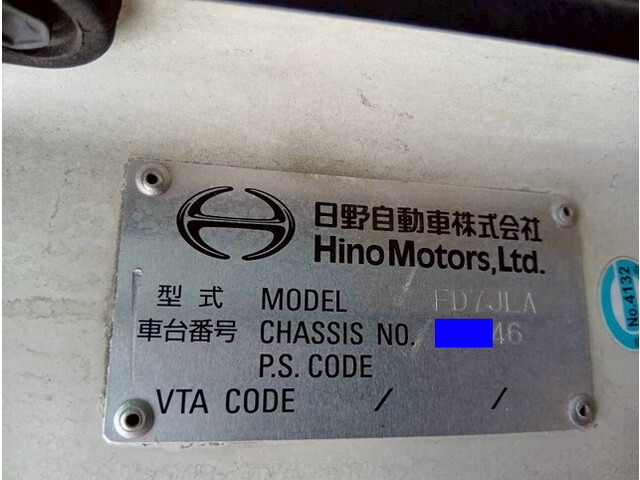 日野自動車株式会社
Hino Motors, Ltd.
型式 MODEL FD7JLA
車台番号 CHASSIS NO. 46
P.S. CODE
VTA CODE / /
No.4132